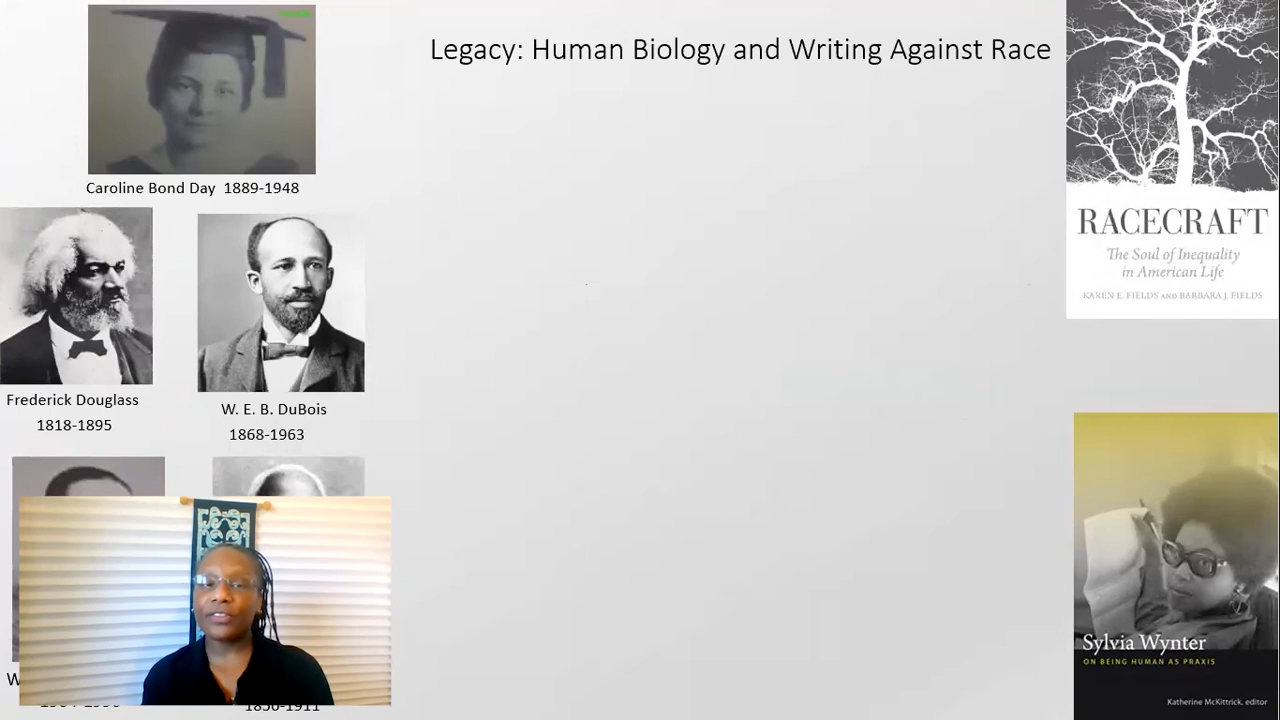 Legacy: Human Biology and Writing Against Race
Caroline Bond Day 1889-1948
Frederick Douglass
1818-1895
W. E. B. DuBois
1868-1963
W
1850-1911
RACECRAFT
The Soul of Inequality
in American Life
KAREN E. FIELDS AND BARBARA J. FIELDS
Sylvia Wynter
ON BEING HUMAN AS PRAXIS
Katherine McKittrick, editor